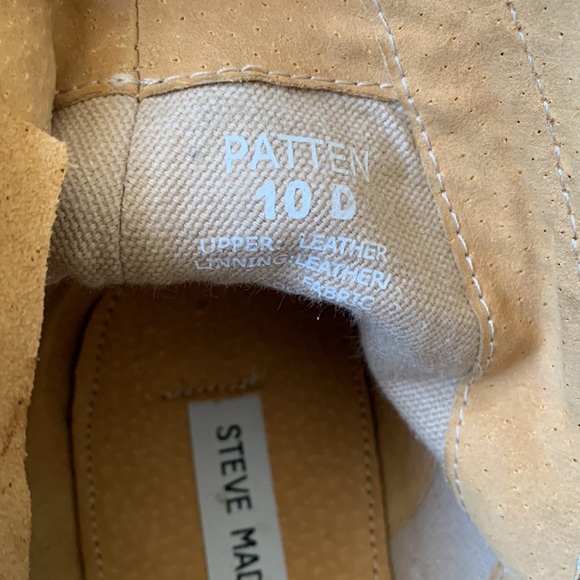 PATTEN
10 D
UPPER: LEATHER
LINNING:LEATHER/
FABRIC
STEVE MAD